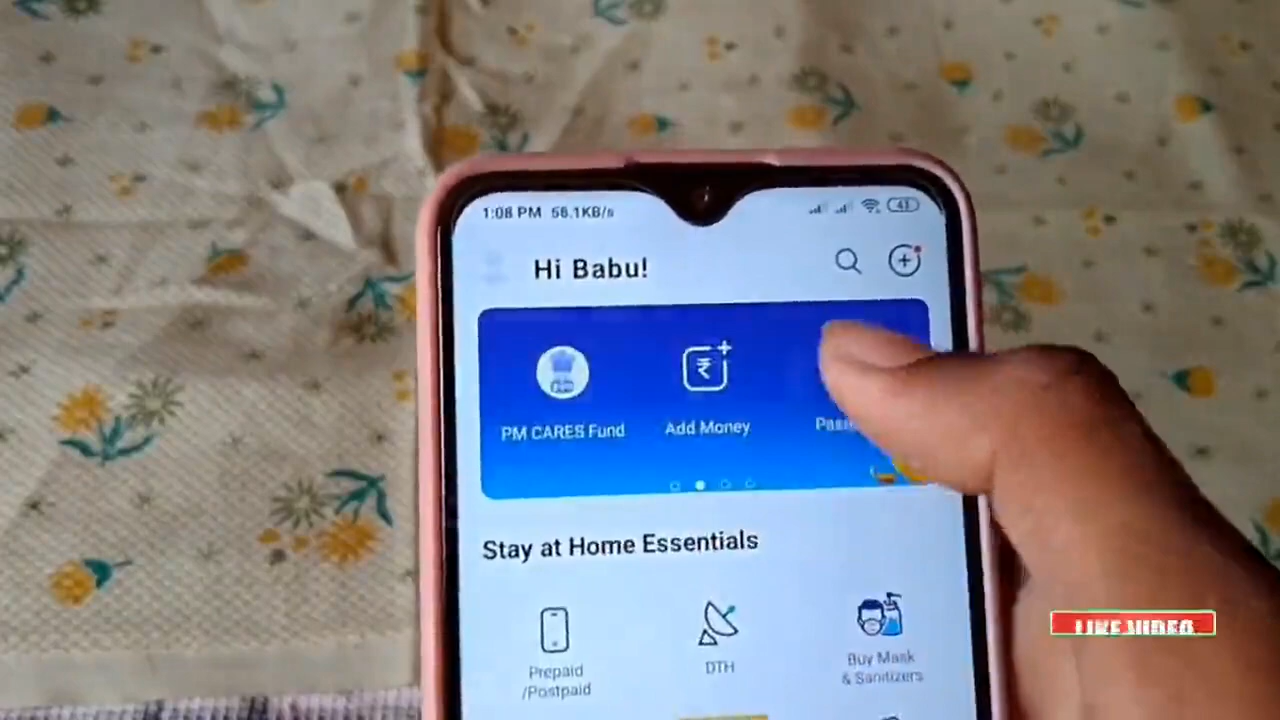 1:08 PM 56.1KB/s
43
Hi Babu!
PM CARES Fund
Add Money
Stay at Home Essentials
Prepaid
/Postpaid
DTH
Buy Mask
& Sanitizers
LIKE VIDEO